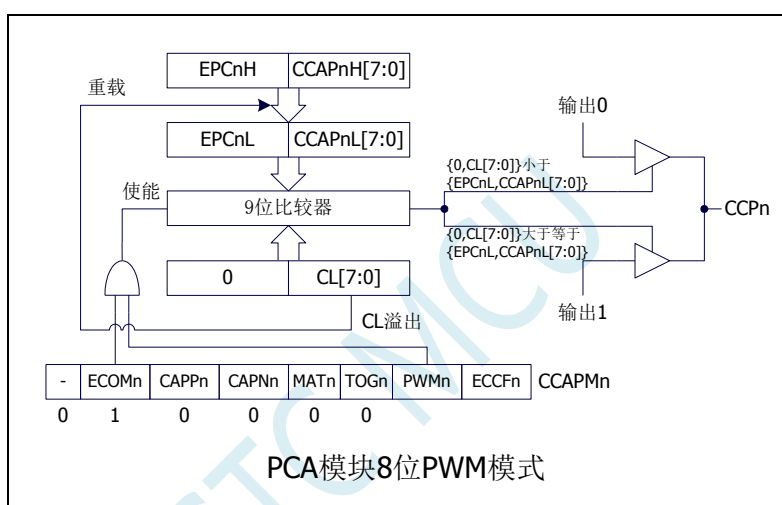 EPCnH CCAPnH[7:0]
重载
EPCnL CCAPnL[7:0]
输出0
使能
9位比较器
{0,CL[7:0]}小于
{EPCnL,CCAPnL[7:0]}
CCPn
{0,CL[7:0]}大于等于
{EPCnL,CCAPnL[7:0]}
0 CL[7:0]
CL溢出
输出1
- ECOMn CAPPn CAPNn MATn TOGn PWMn ECCFn CCAPMn
0 1 0 0 0 0
PCA模块8位PWM模式
STC MCU